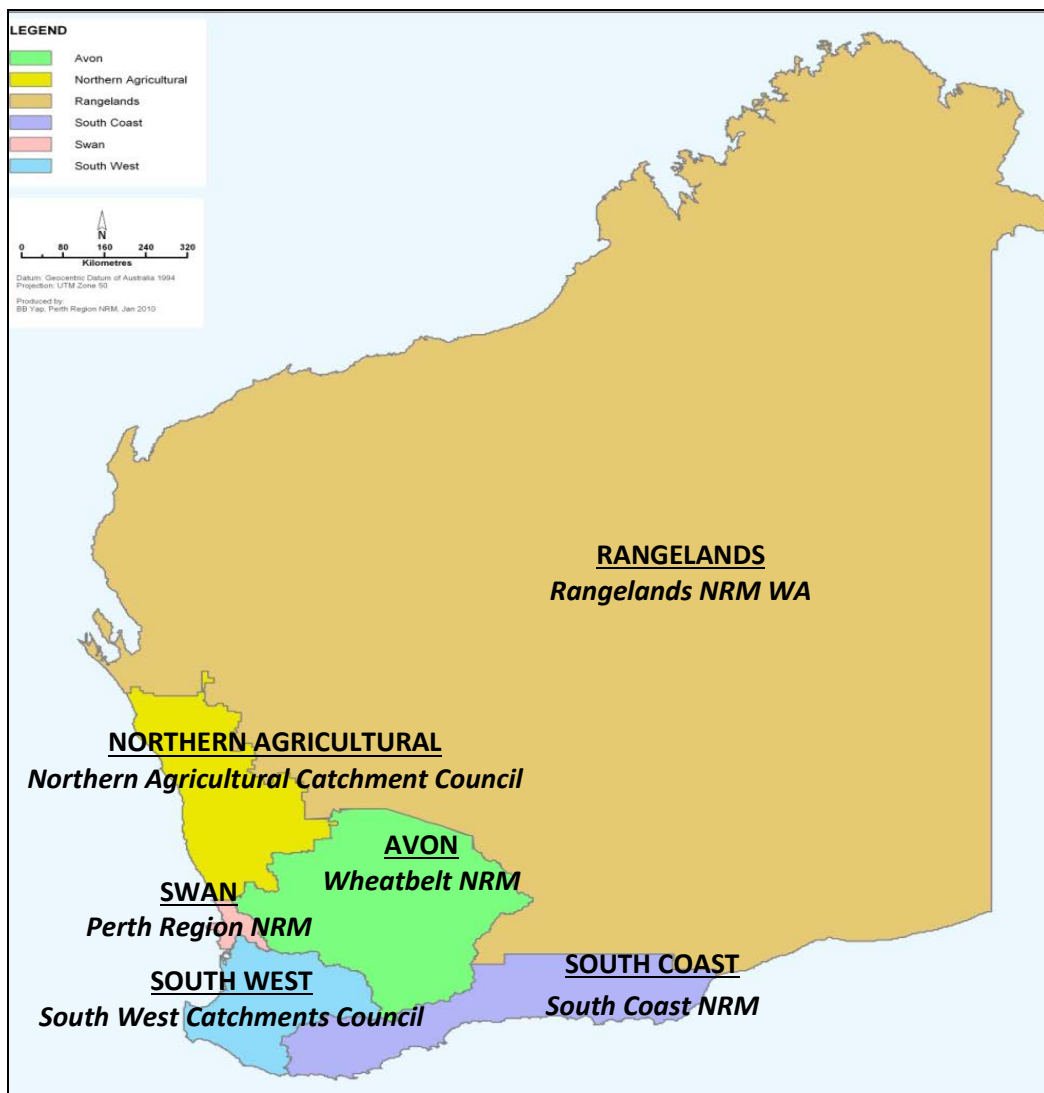 LEGEND
Avon
Northern Agricultural
Rangelands
South Coast
Swan
South West
N
0 80 160 240 320
Kilometres
Datum: Geocentric Datum of Australia 1994
Projection: UTM Zone 50
Produced by:
BB Yap, Perth Region NRM, Jan 2010
RANGELANDS
Rangelands NRM WA
NORTHERN AGRICULTURAL
Northern Agricultural Catchment Council
AVON
Wheatbelt NRM
SWAN
Perth Region NRM
SOUTH WEST
South West Catchments Council
SOUTH COAST
South Coast NRM